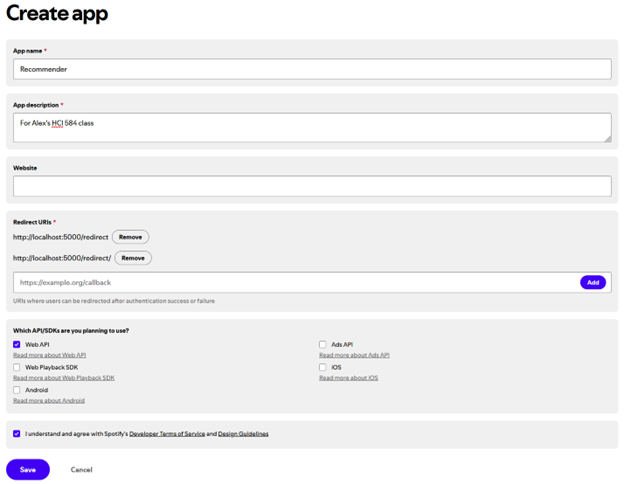 Create app
App name *
Recommender
App description *
For Alex's HCI 584 class
Website
Redirect URIs *
http://localhost:5000/redirect Remove
http://localhost:5000/redirect/ Remove
https://example.org/callback Add
URIs where users can be redirected after authentication success or failure
Which API/SDKs are you planning to use?
Web API
Read more about Web API
Ads API
Read more about Ads API
Web Playback SDK
Read more about Web Playback SDK
iOS
Read more about iOS
Android
Read more about Android
I understand and agree with Spotify's Developer Terms of Service and Design Guidelines
Save Cancel